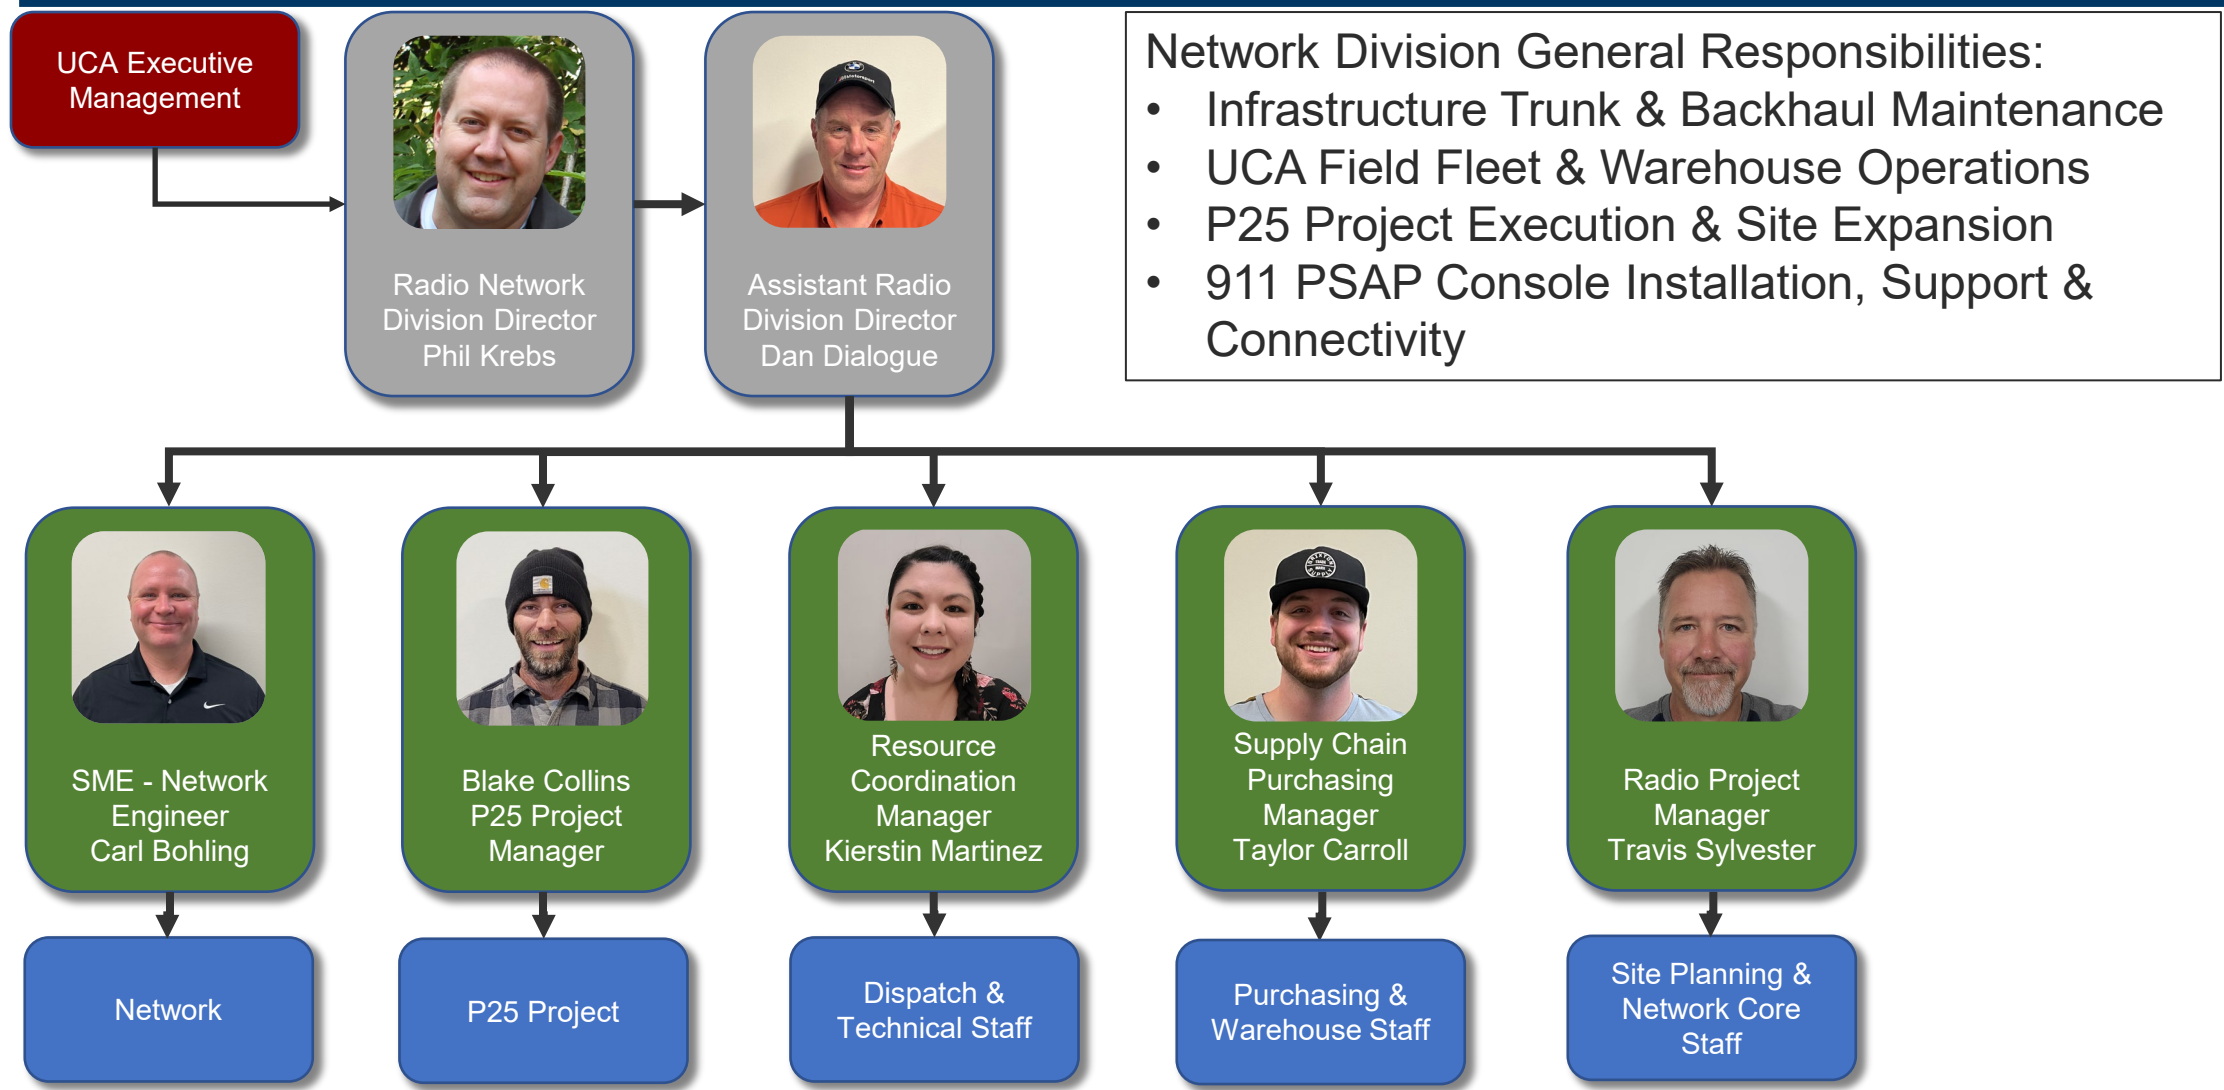 UCA Executive
Management
Radio Network
Division Director
Phil Krebs
Assistant Radio
Division Director
Dan Dialogue
Network Division General Responsibilities:
• Infrastructure Trunk & Backhaul Maintenance
• UCA Field Fleet & Warehouse Operations
• P25 Project Execution & Site Expansion
• 911 PSAP Console Installation, Support &
Connectivity
SME - Network
Engineer
Carl Bohling
Blake Collins
P25 Project
Manager
Resource
Coordination
Manager
Kierstin Martinez
Supply Chain
Purchasing
Manager
Taylor Carroll
Radio Project
Manager
Travis Sylvester
Network
P25 Project
Dispatch &
Technical Staff
Purchasing &
Warehouse Staff
Site Planning &
Network Core
Staff